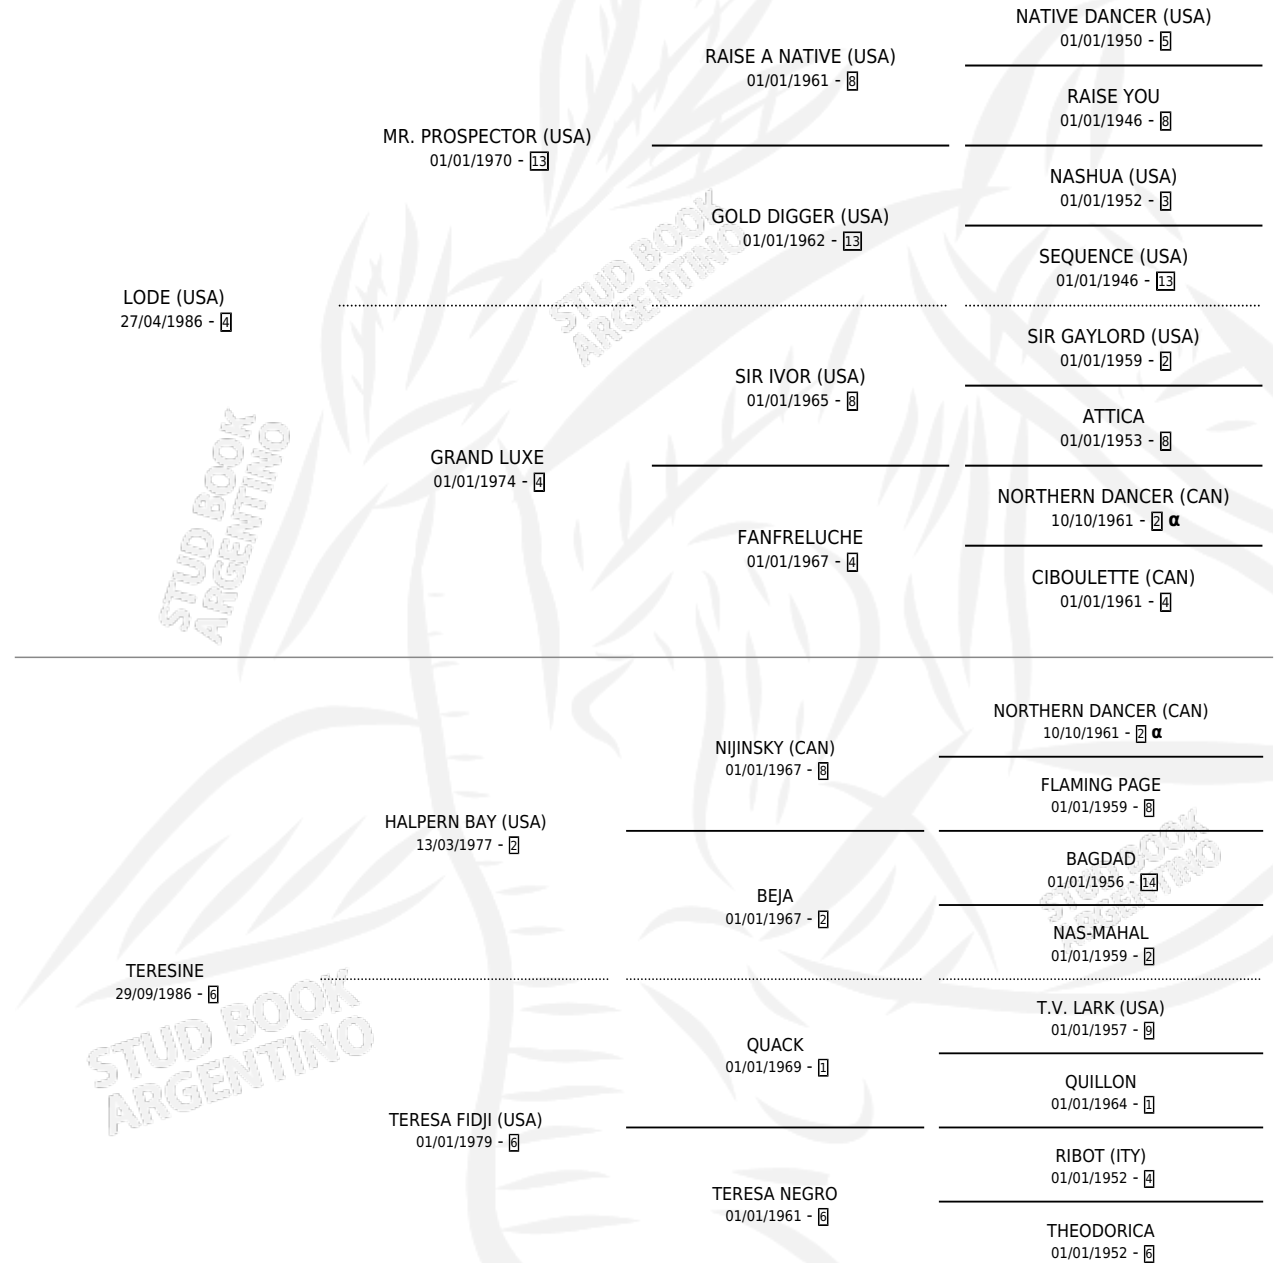 NATIVE DANCER (USA)
01/01/1950 - 5
RAISE A NATIVE (USA)
01/01/1961 - 8
RAISE YOU
01/01/1946 - 8
MR. PROSPECTOR (USA)
01/01/1970 - 13
NASHUA (USA)
01/01/1952 - 3
GOLD DIGGER (USA)
01/01/1962 - 13
SEQUENCE (USA)
01/01/1946 - 13
LODE (USA)
27/04/1986 - 4
STUD BOOK
ARGENTINO
SIR GAYLORD (USA)
01/01/1959 - 2
SIR IVOR (USA)
01/01/1965 - 8
ATTICA
01/01/1953 - 8
GRAND LUXE
01/01/1974 - 4
NORTHERN DANCER (CAN)
10/10/1961 - 2 α
FANFRELUCHE
01/01/1967 - 4
CIBOULETTE (CAN)
01/01/1961 - 4
STUD BOOK
ARGENTINO
NORTHERN DANCER (CAN)
10/10/1961 - 2 α
NIJINSKY (CAN)
01/01/1967 - 8
FLAMING PAGE
01/01/1959 - 8
HALPERN BAY (USA)
13/03/1977 - 2
BAGDAD
01/01/1956 - 14
BEJA
01/01/1967 - 2
STUD BOOK
ARGENTINO
NAS-MAHAL
01/01/1959 - 2
TERESINE
29/09/1986 - 6
STUD BOOK
ARGENTINO
T.V. LARK (USA)
01/01/1957 - 9
QUACK
01/01/1969 - 1
QUILLON
01/01/1964 - 1
TERESA FIDJI (USA)
01/01/1979 - 6
RIBOT (ITY)
01/01/1952 - 4
TERESA NEGRO
01/01/1961 - 6
THEODORICA
01/01/1952 - 6